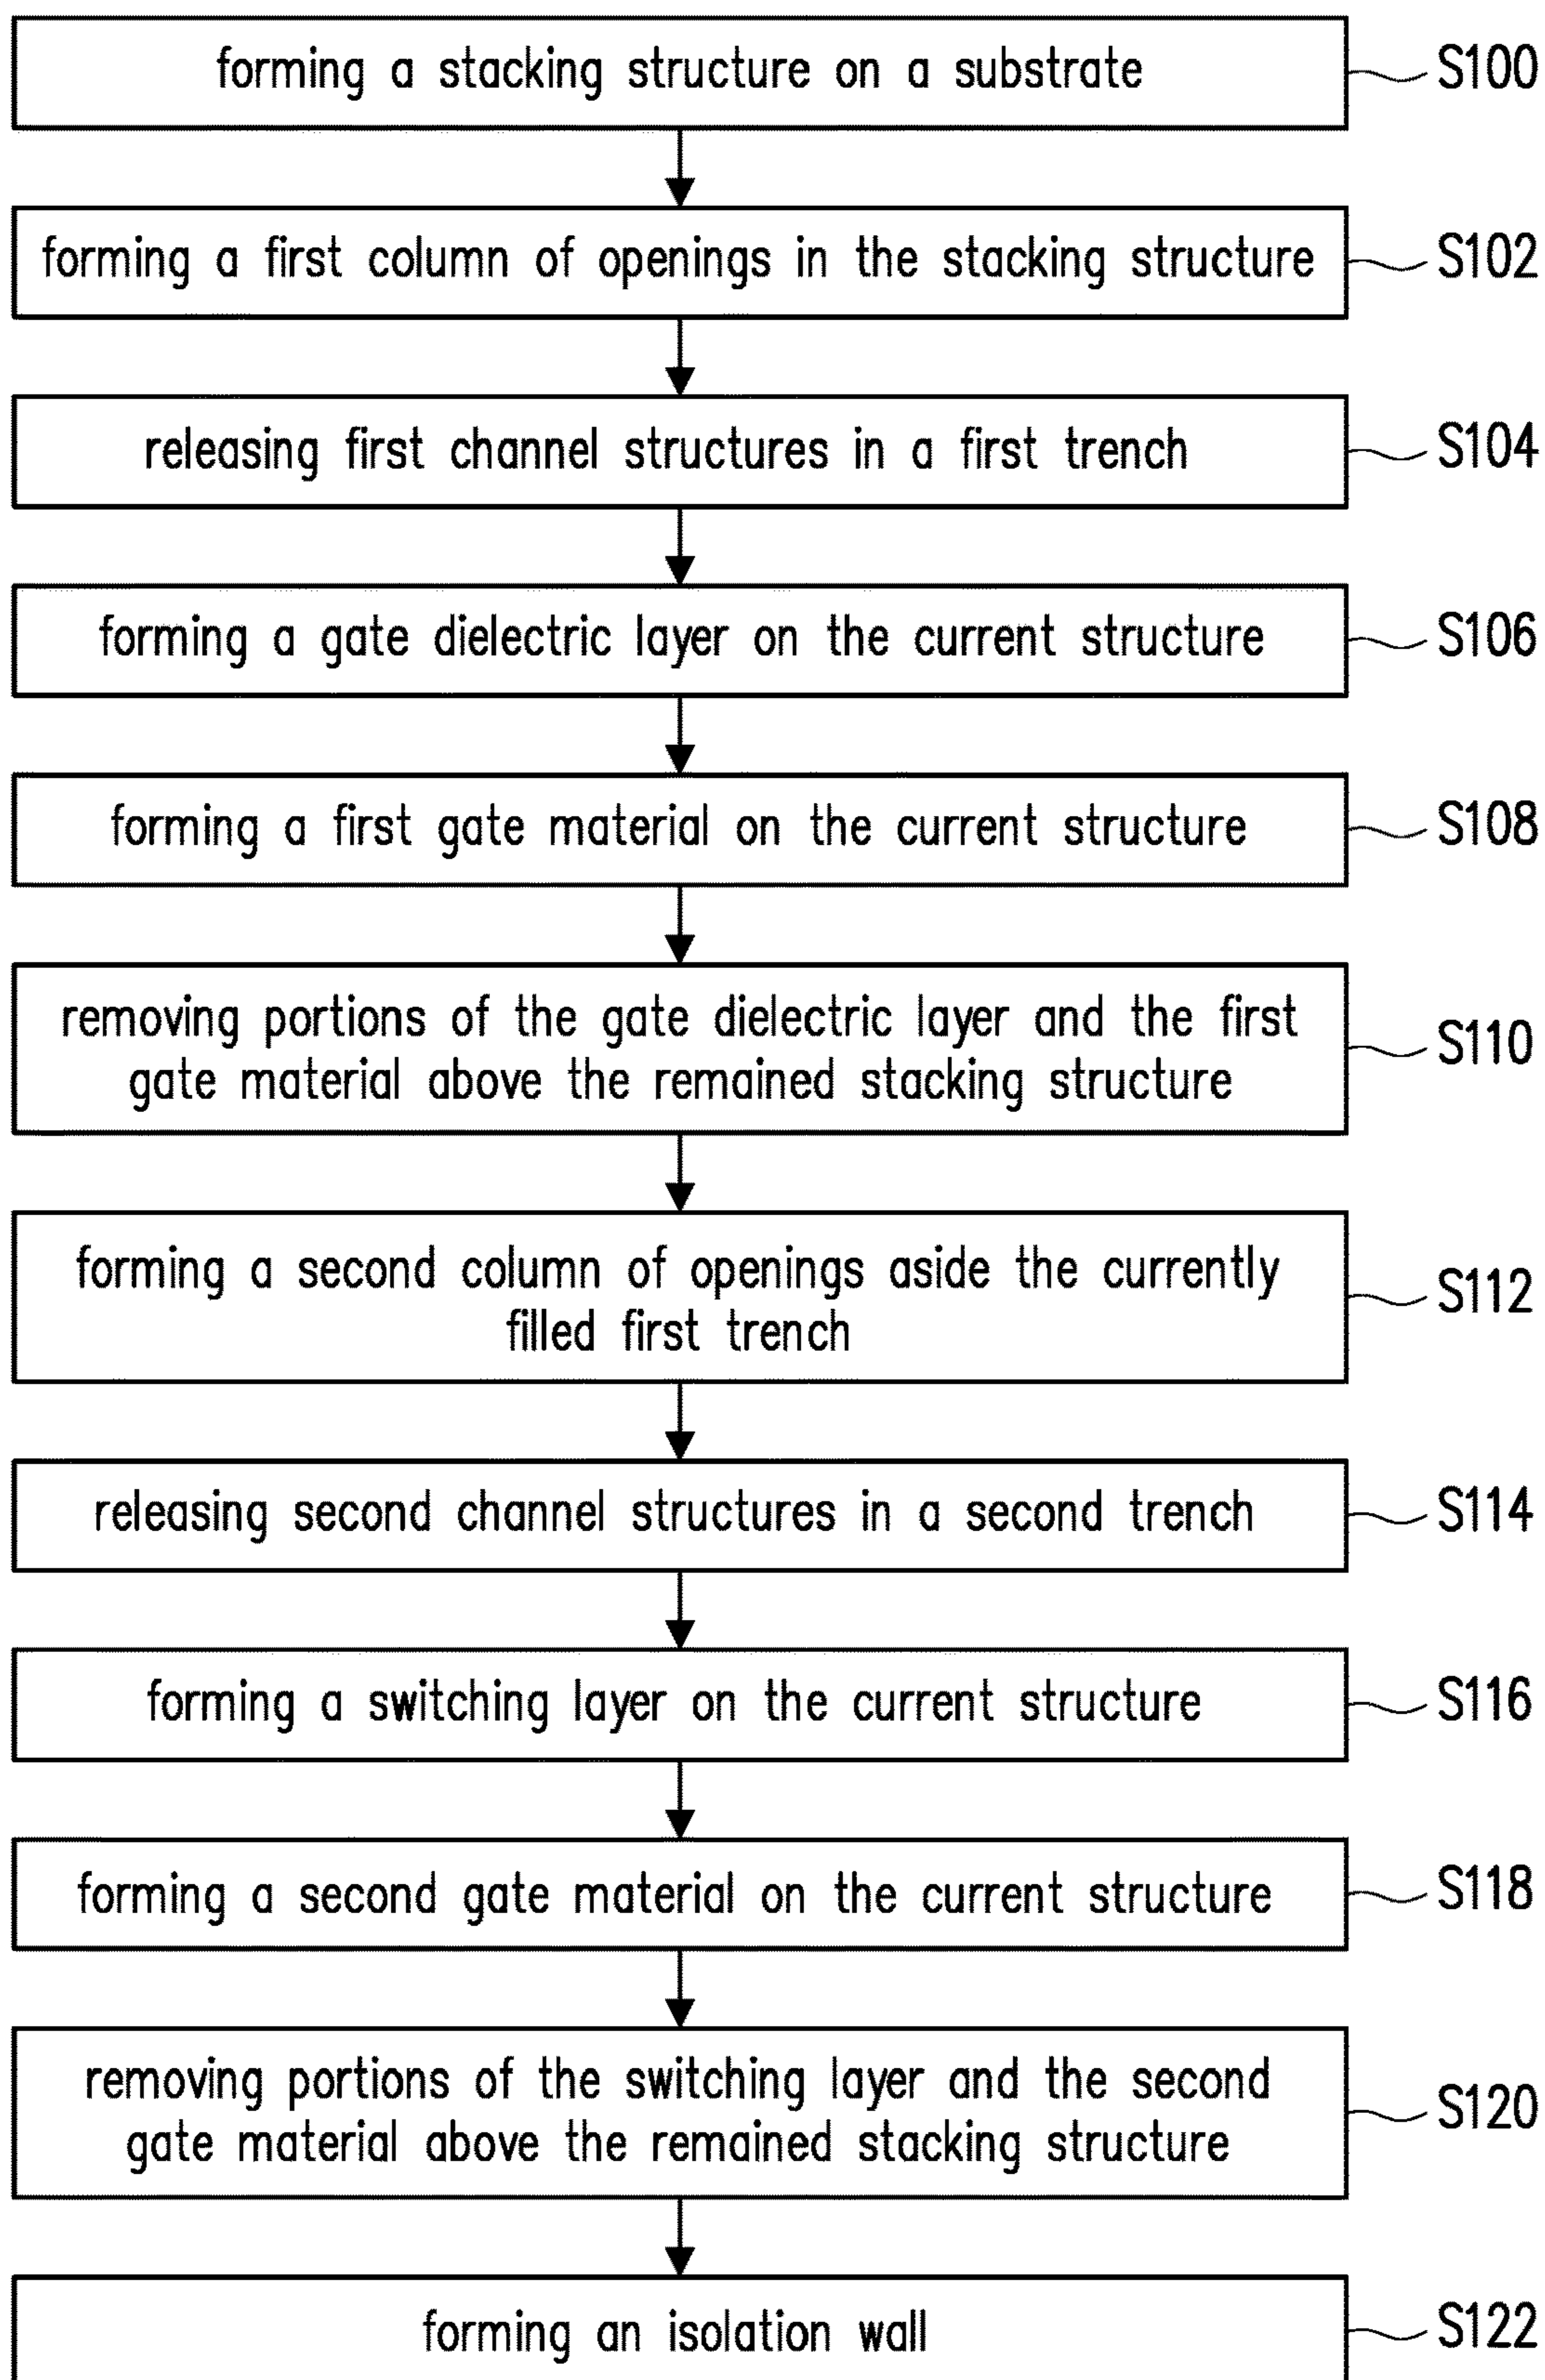 forming a stacking structure on a substrate
S100
forming a first column of openings in the stacking structure
S102
releasing first channel structures in a first trench
S104
forming a gate dielectric layer on the current structure
S106
forming a first gate material on the current structure
S108
removing portions of the gate dielectric layer and the first
gate material above the remained stacking structure
S110
forming a second column of openings aside the currently
filled first trench
S112
releasing second channel structures in a second trench
S114
forming a switching layer on the current structure
S116
forming a second gate material on the current structure
S118
removing portions of the switching layer and the second
gate material above the remained stacking structure
S120
forming an isolation wall
S122